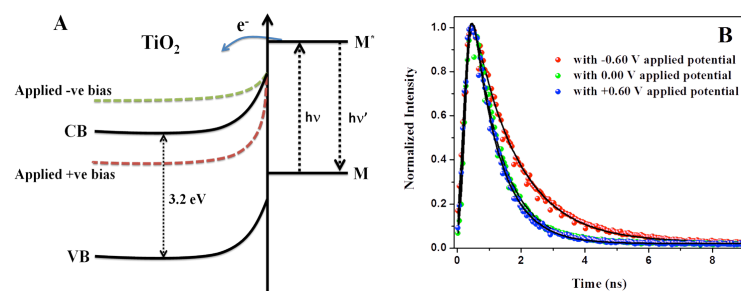 A
TiO2
e-
M*
Applied -ve bias
CB
hν
hν'
Applied +ve bias
M
3.2 eV
VB
B
with -0.60 V applied potential
with 0.00 V applied potential
with +0.60 V applied potential
Normalized Intensity
1.0
0.8
0.6
0.4
0.2
0.0
0
2
4
6
8
Time (ns)